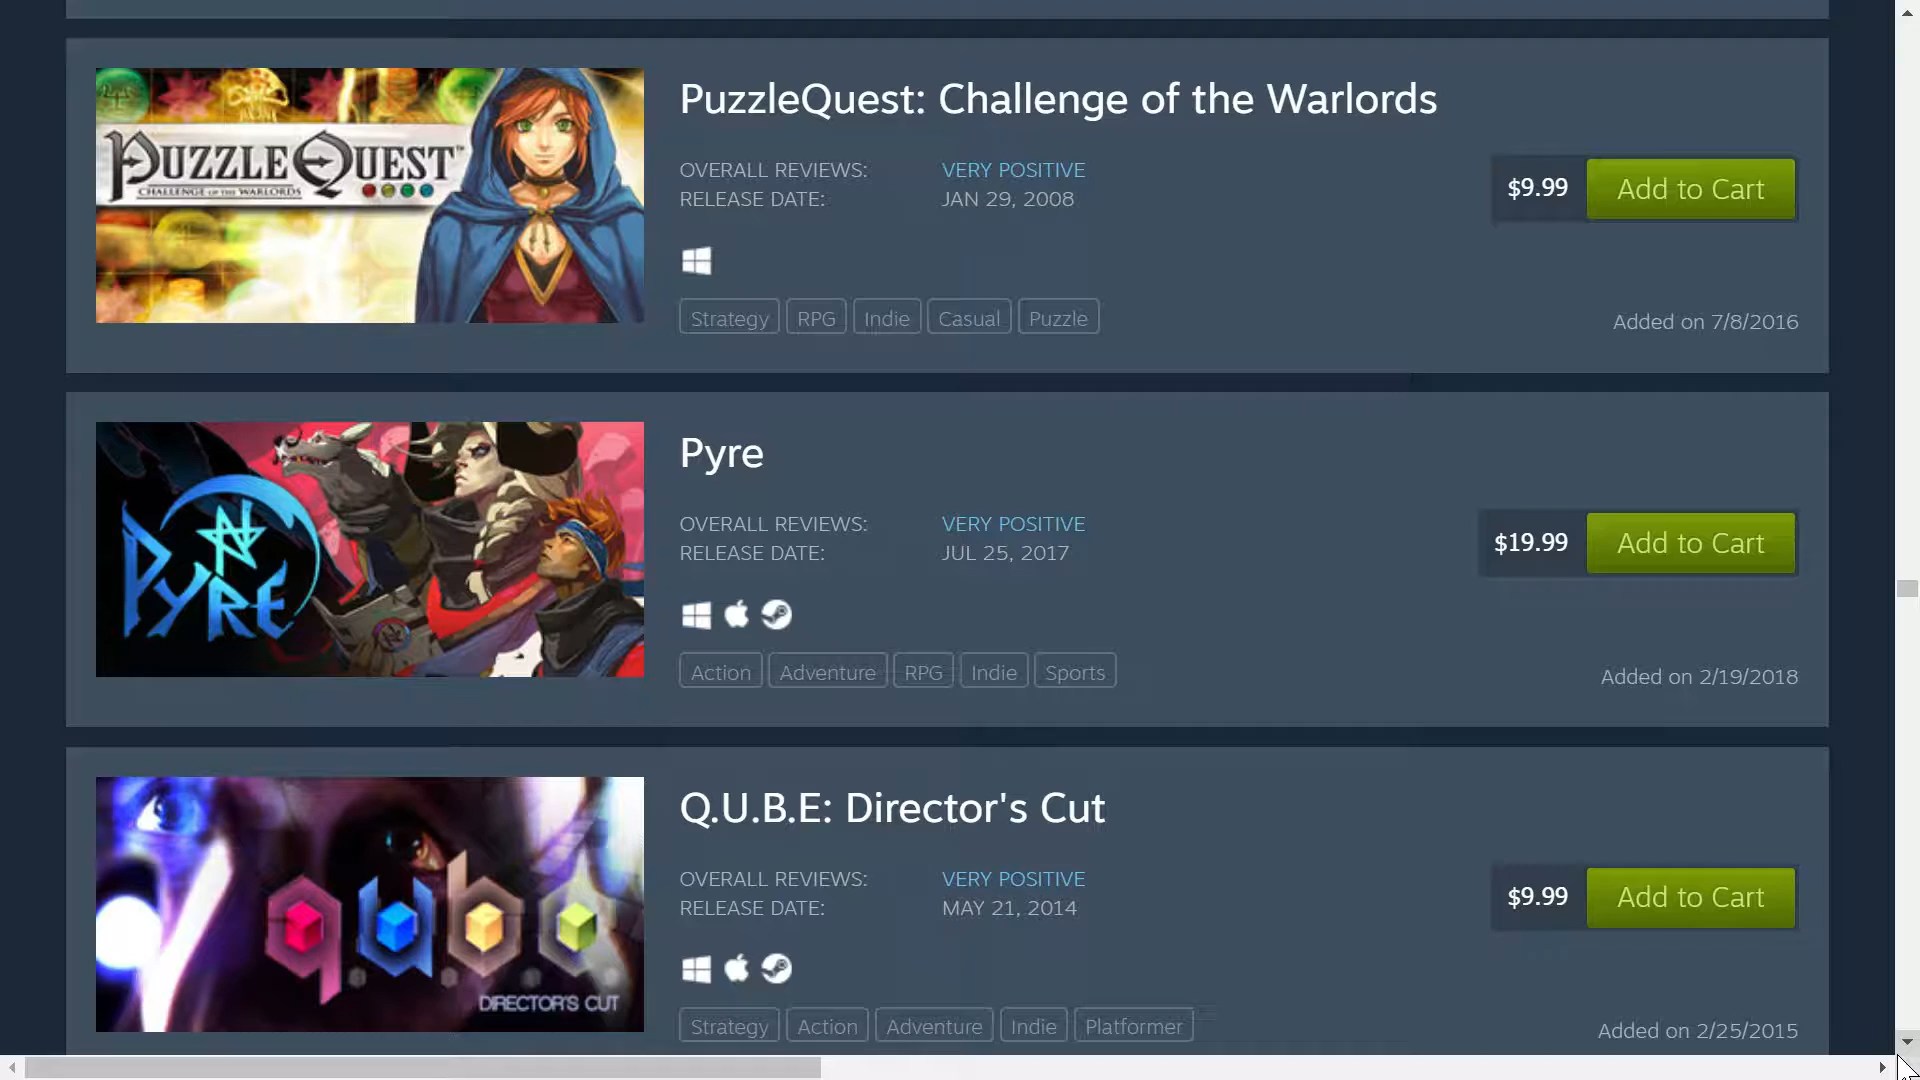 PUZZLEQUEST™
CHALLENGE OF THE WARLORDS
PuzzleQuest: Challenge of the Warlords
OVERALL REVIEWS: VERY POSITIVE
RELEASE DATE: JAN 29, 2008
$9.99 Add to Cart
Strategy RPG Indie Casual Puzzle
Added on 7/8/2016
PYRE
Pyre
OVERALL REVIEWS: VERY POSITIVE
RELEASE DATE: JUL 25, 2017
$19.99 Add to Cart
Action Adventure RPG Indie Sports
Added on 2/19/2018
q.u.b.e.
DIRECTOR'S CUT
Q.U.B.E: Director's Cut
OVERALL REVIEWS: VERY POSITIVE
RELEASE DATE: MAY 21, 2014
$9.99 Add to Cart
Strategy Action Adventure Indie Platformer
Added on 2/25/2015